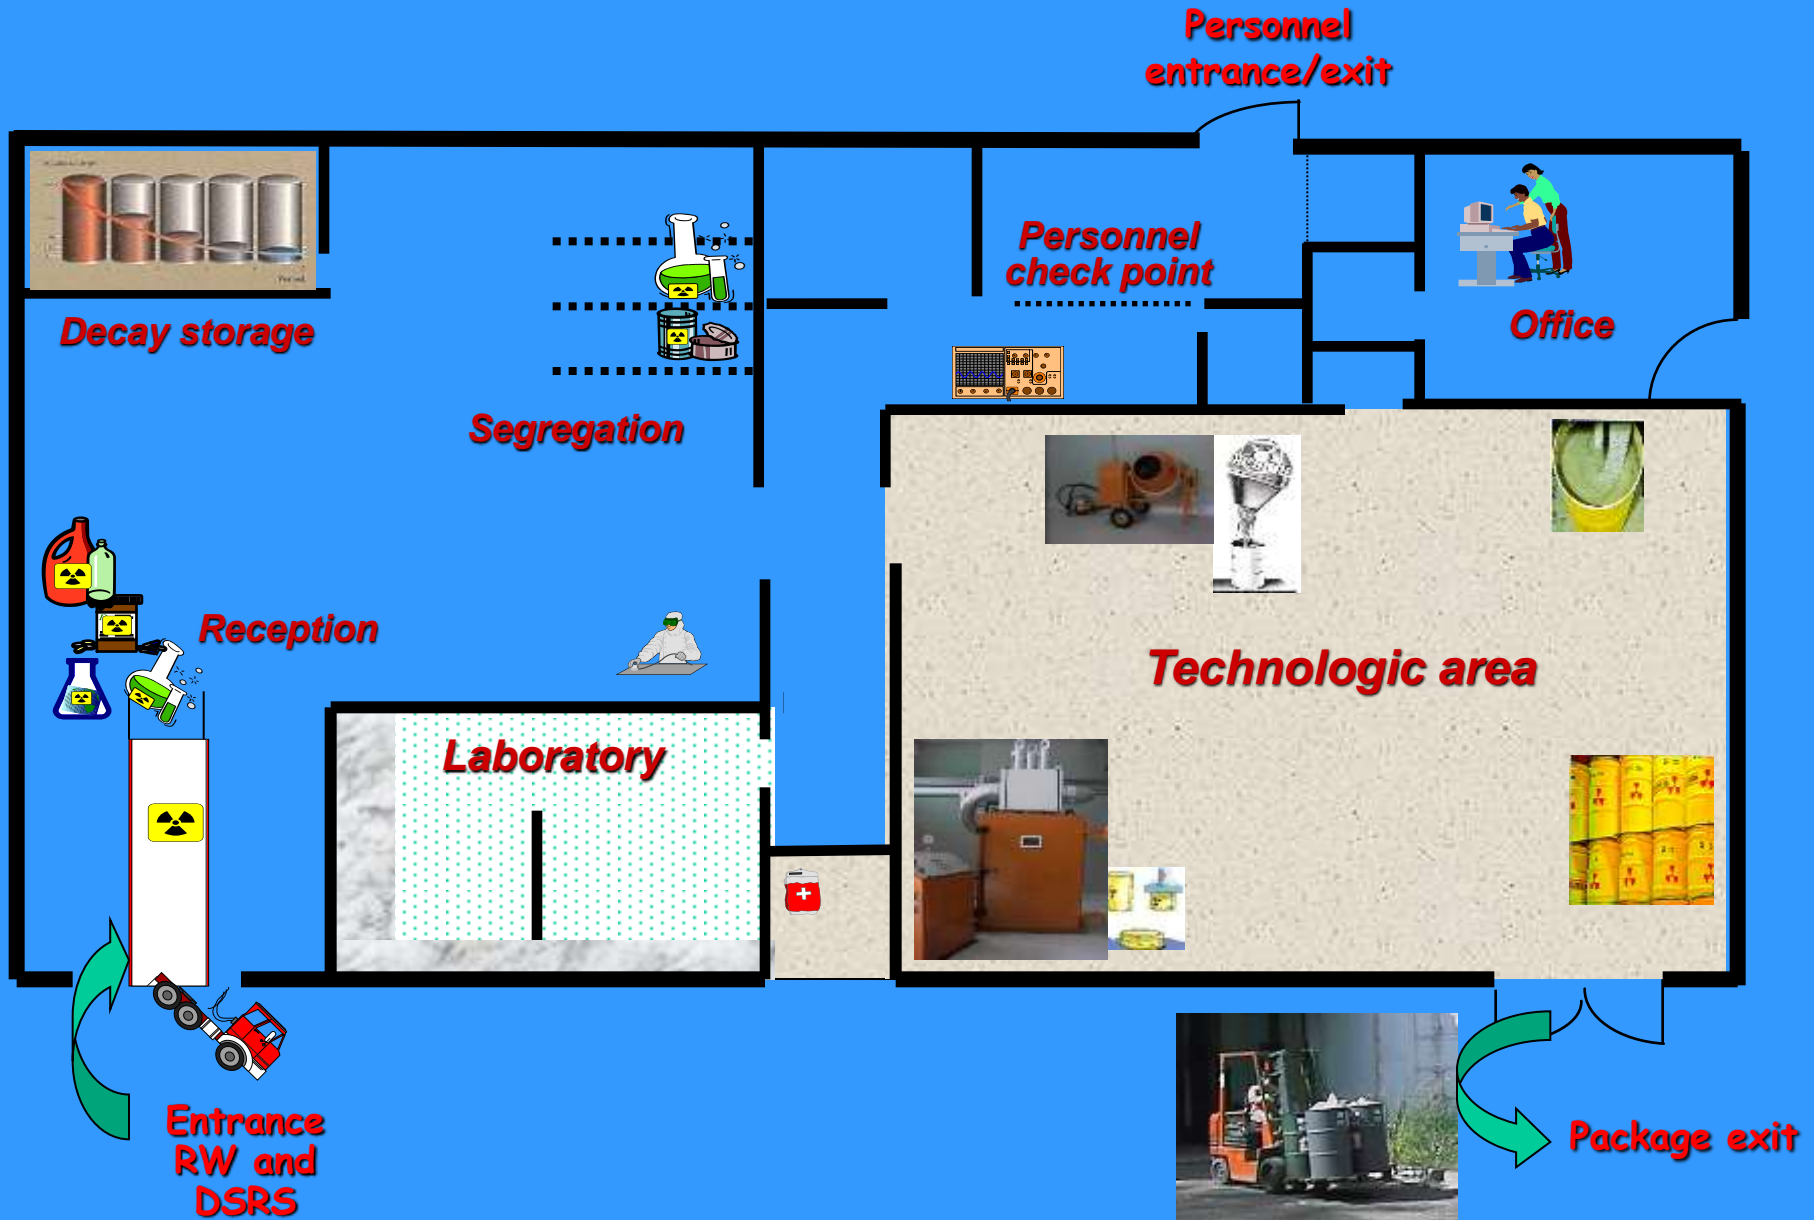 Personnel
entrance/exit
Personnel
check point
Decay storage
Office
Segregation
Reception
Technologic area
Laboratory
Entrance
RW and
DSRS
Package exit